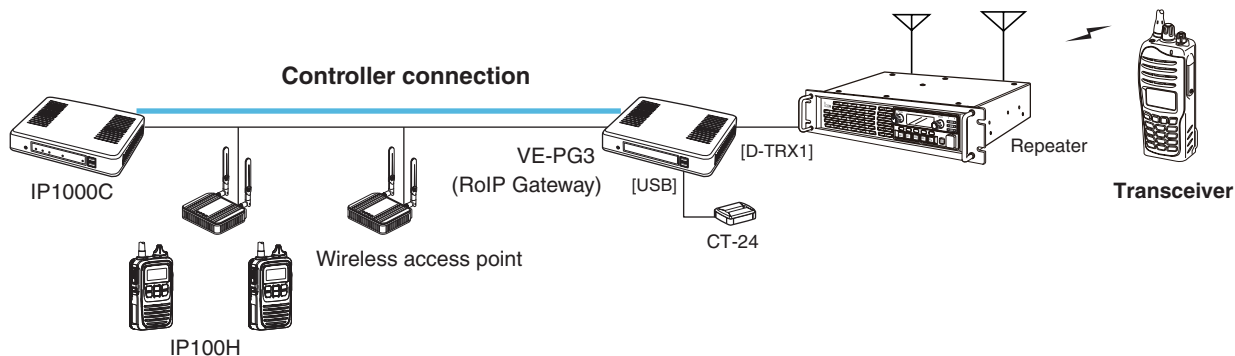 Controller connection
IP1000C
VE-PG3
(RoIP Gateway)
[D-TRX1]
[USB]
CT-24
Repeater
Transceiver
Wireless access point
IP100H